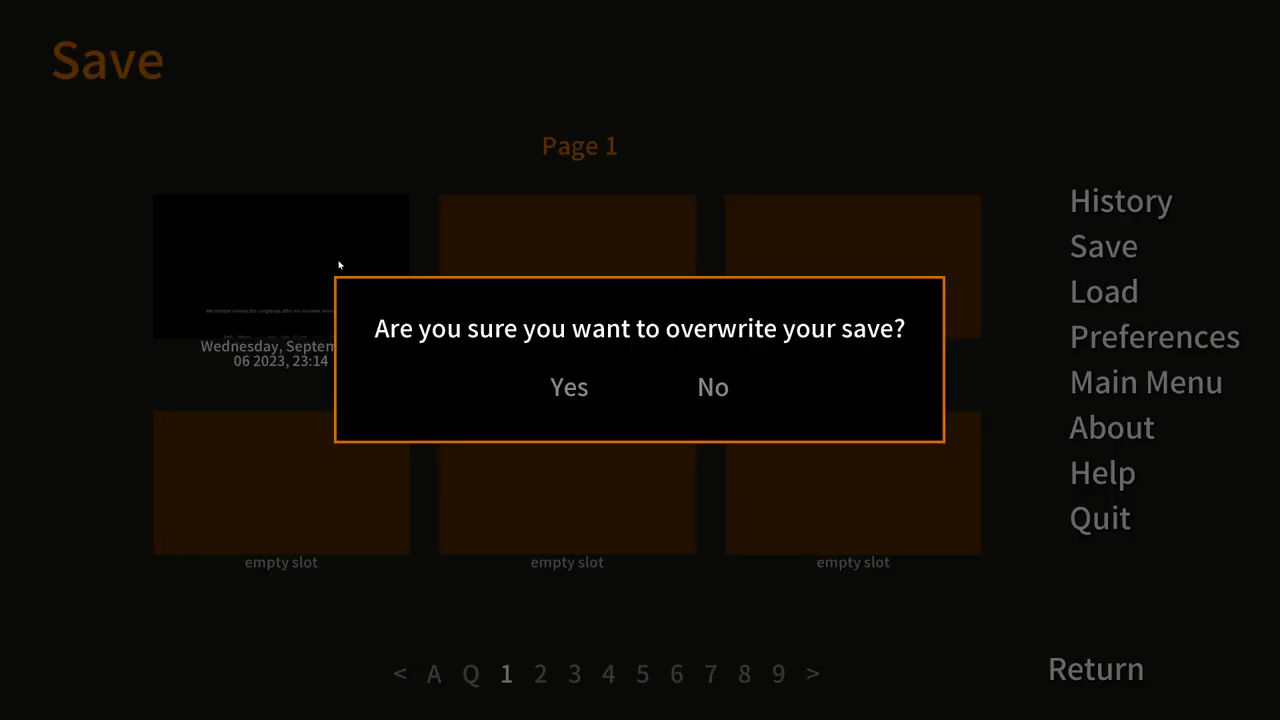 Save
Page 1
History
Save
Load
Preferences
Main Menu
About
Help
Quit
Are you sure you want to overwrite your save?
Yes No
Wednesday,
06 2023, 23:14
empty slot empty slot empty slot
< A Q 1 2 3 4 5 6 7 8 9 >
Return